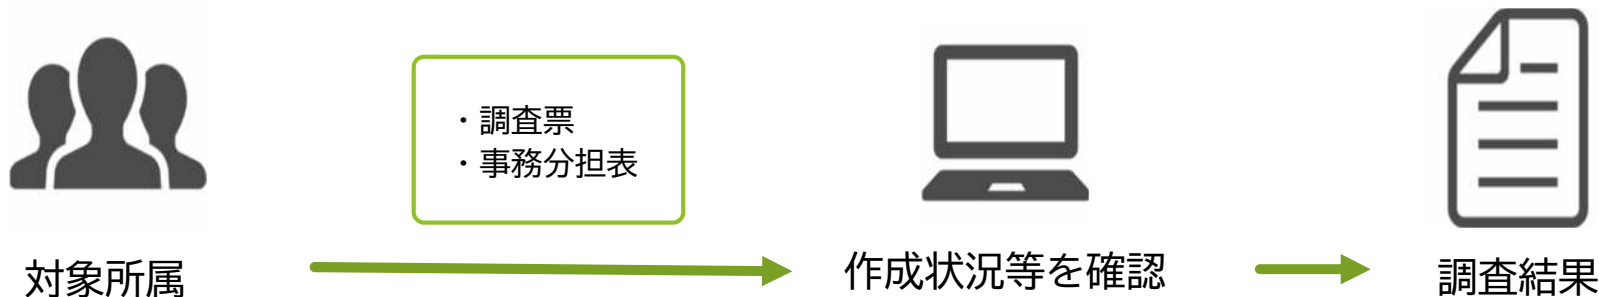 ・調査票
・事務分担表
対象所属
作成状況等を確認
調査結果